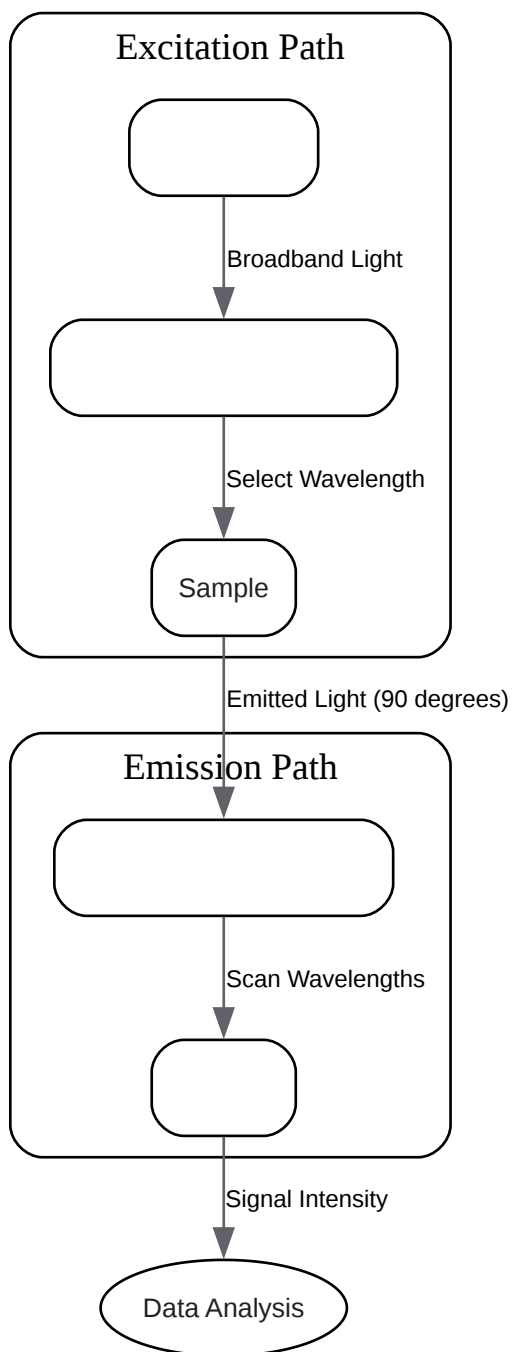 Excitation Path
Broadband Light
Select Wavelength
Sample
Emitted Light (90 degrees)
Emission Path
Scan Wavelengths
Signal Intensity
Data Analysis